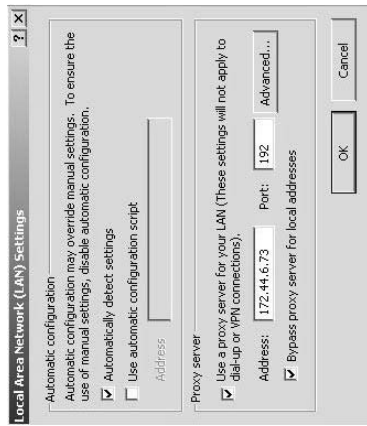 Local Area Network (LAN) Settings
Automatic configuration
Automatic configuration may override manual settings. To ensure the
use of manual settings, disable automatic configuration.
Automatically detect settings
Use automatic configuration script
Address
Proxy server
Use a proxy server for your LAN (These settings will not apply to
dial-up or VPN connections).
Address: 172.44.6.73 Port: 192 Advanced...
Bypass proxy server for local addresses
OK Cancel